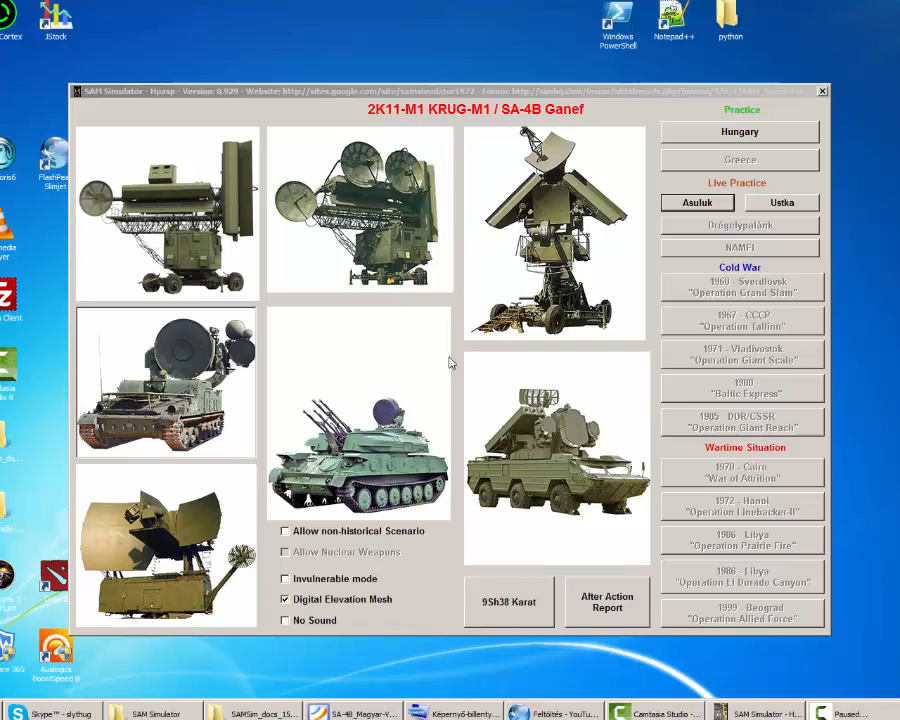 Cortex
JStock
Windows
PowerShell
Notepad++
python
SAM Simulator - Hpasp - Version: 0.929 - Website: http://sites.google.com/site/samsimulator1972 - Forum:
2K11-M1 KRUG-M1 / SA-4B Ganef
Practice
Hungary
Greece
Live Practice
Asuluk
Ustka
Drégelypalánk
NAMFI
Cold War
1960 - Sverdlovsk
"Operation Grand Slam"
1967 - CCCP
"Operation Tallinn"
1971 - Vladivostok
"Operation Giant Scale"
1980
"Baltic Express"
1985 - DDR/CSSR
"Operation Giant Reach"
Wartime Situation
1970 - Cairo
"War of Attrition"
1972 - Hanoi
"Operation Linebacker-II"
1986 - Libya
"Operation Prairie Fire"
1986 - Libya
"Operation El Dorado Canyon"
1999 - Beograd
"Operation Allied Force"
Allow non-historical Scenario
Allow Nuclear Weapons
Invulnerable mode
Digital Elevation Mesh
No Sound
9Sh38 Karat
After Action
Report
FlashPea
Slimjet
Client
Auslogics
BoostSpeed 8
Skype™ - slythug
SAM Simulator
SAMSim_docs_15...
SA-4B_Magyar-V...
Képernyő-billenty...
Feltöltés - YouTu...
Camtasia Studio - ...
SAM Simulator - H...
Paused...